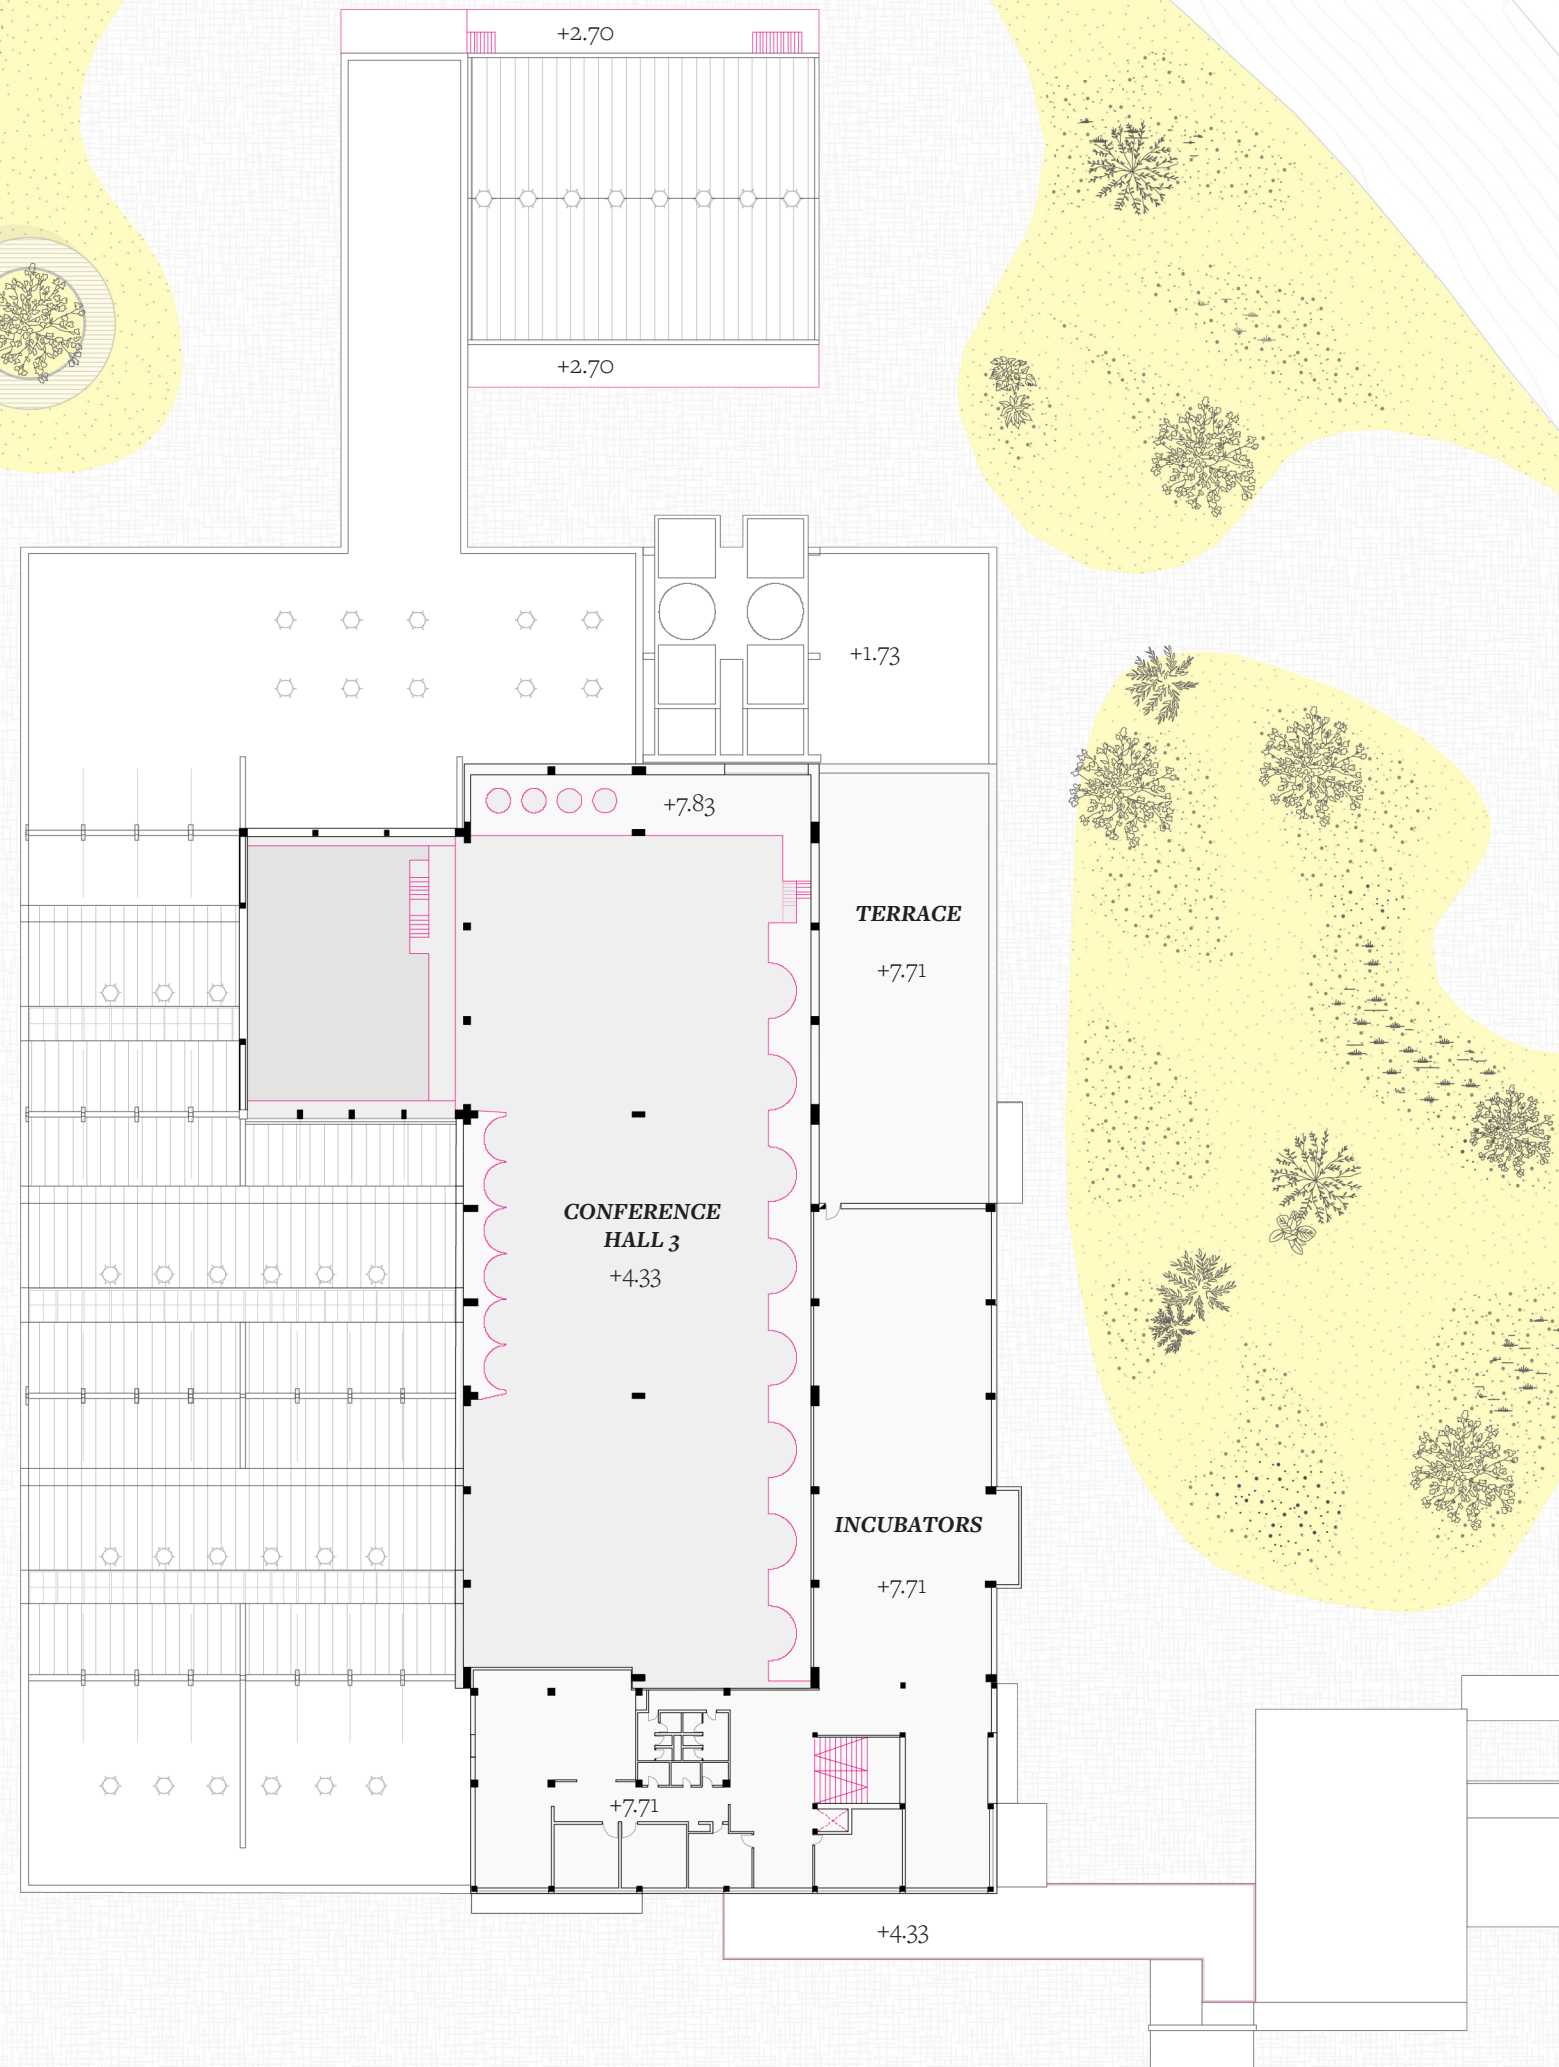 +2.70
+2.70
+1.73
+7.83
TERRACE
+7.71
CONFERENCE
HALL 3
+4.33
INCUBATORS
+7.71
+7.71
+4.33